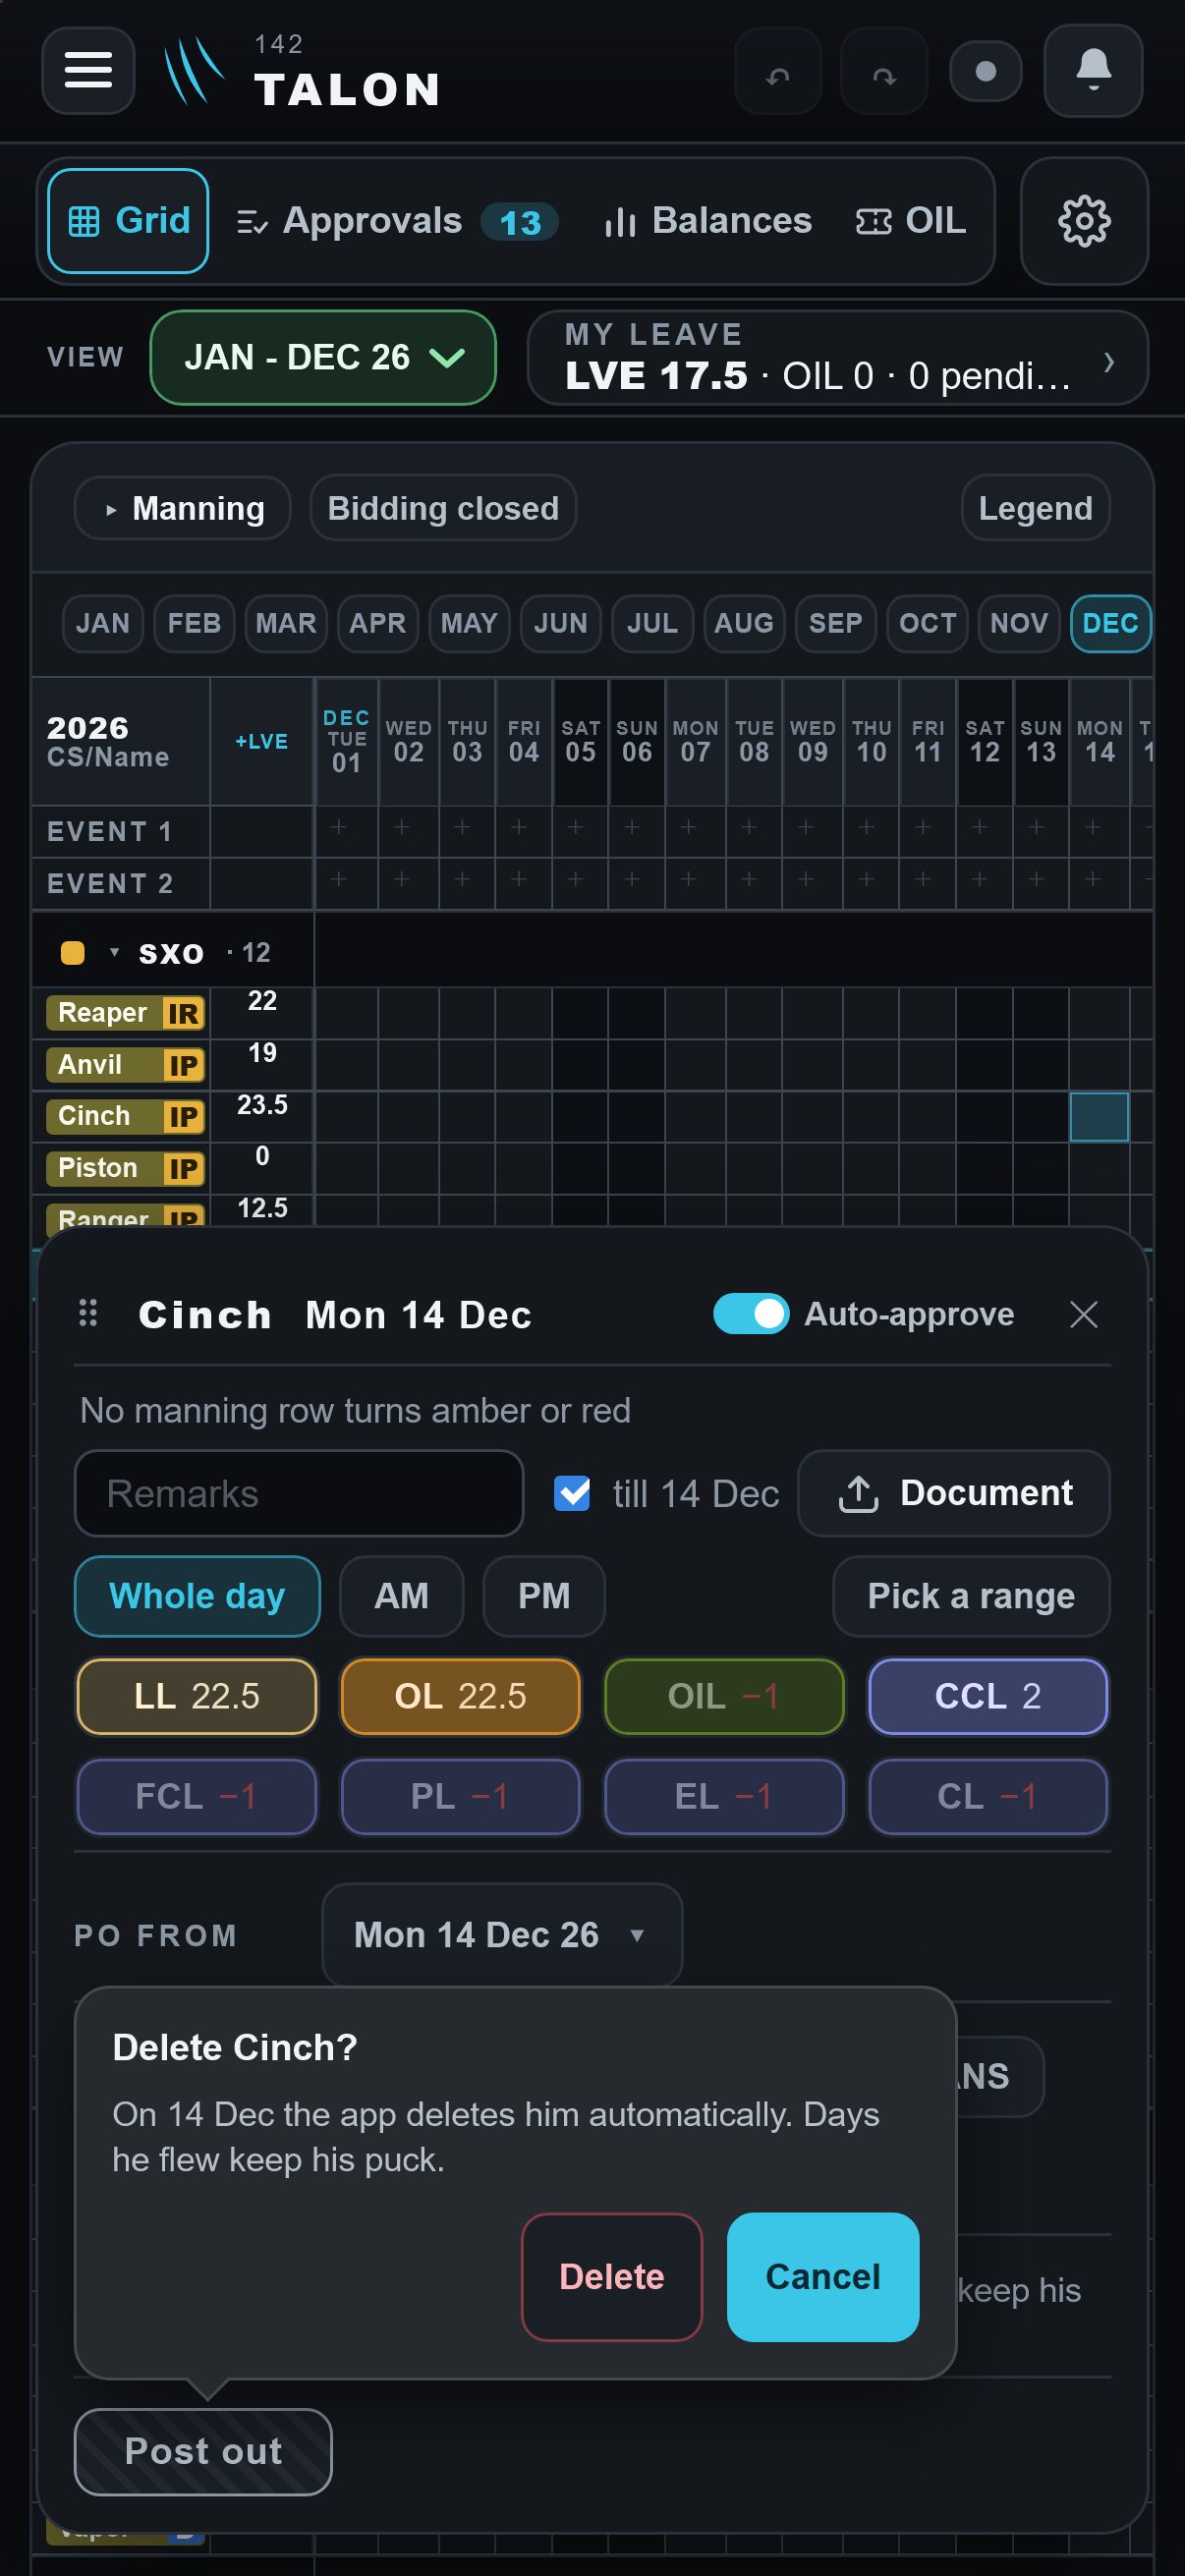 142
TALON
Grid
Approvals 13
Balances
OIL
VIEW
JAN - DEC 26
MY LEAVE
LVE 17.5 · OIL 0 · 0 pendi…
Manning
Bidding closed
Legend
JAN FEB MAR APR MAY JUN JUL AUG SEP OCT NOV DEC
2026
CS/Name
+LVE
DEC TUE 01
WED 02
THU 03
FRI 04
SAT 05
SUN 06
MON 07
TUE 08
WED 09
THU 10
FRI 11
SAT 12
SUN 13
MON 14
T 1
EVENT 1 + + + + + + + + + + + + + +
EVENT 2 + + + + + + + + + + + + + +
sxo · 12
Reaper IR 22
Anvil IP 19
Cinch IP 23.5
Piston IP 0
Ranger IP 12.5
Cinch Mon 14 Dec
Auto-approve
No manning row turns amber or red
Remarks
till 14 Dec
Document
Whole day
AM
PM
Pick a range
LL 22.5
OL 22.5
OIL −1
CCL 2
FCL −1
PL −1
EL −1
CL −1
PO FROM
Mon 14 Dec 26
ANS
Delete Cinch?
On 14 Dec the app deletes him automatically. Days
he flew keep his puck.
Delete
Cancel
keep his
Post out